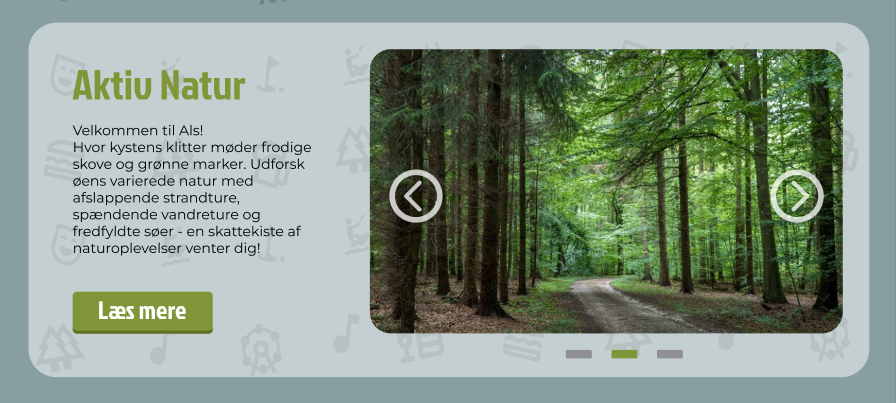 Aktiv Natur
Velkommen til Als!
Hvor kystens klitter møder frodige
skove og grønne marker. Udforsk
øens varierede natur med
afslappende strandture,
spændende vandreture og
fredfyldte søer - en skattekiste af
naturoplevelser venter dig!
Læs mere